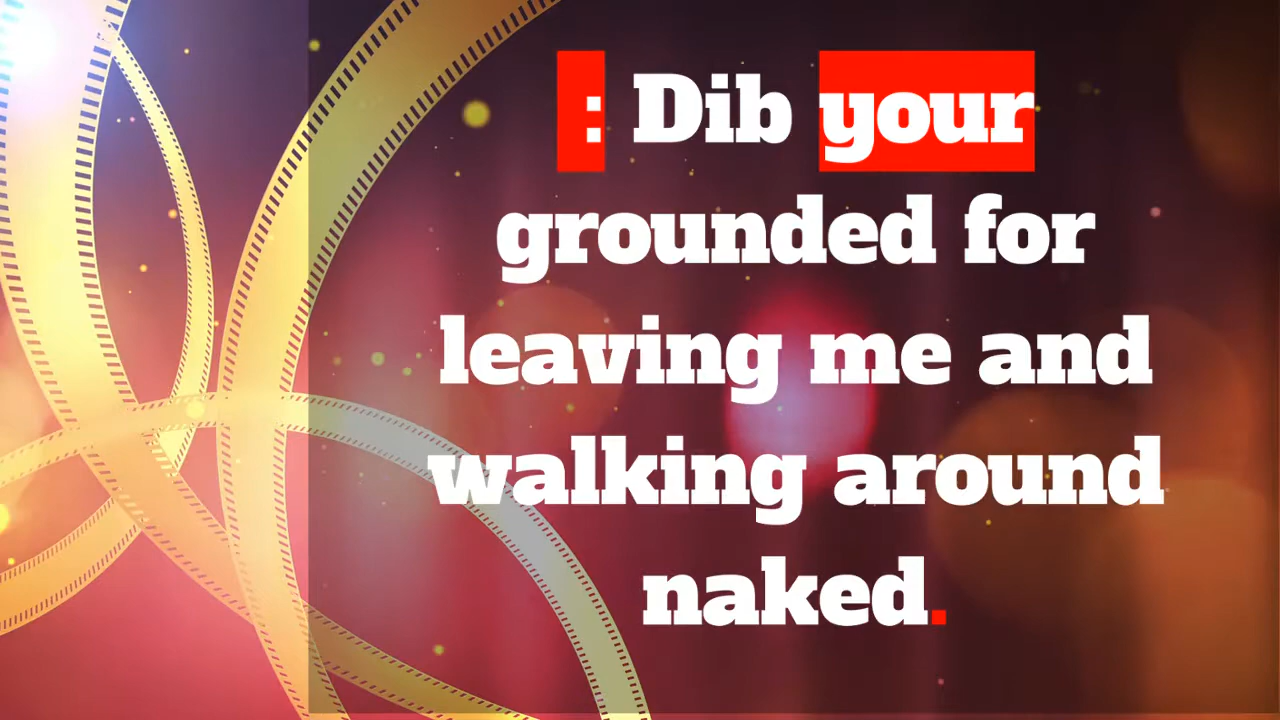 : Dib your
grounded for
leaving me and
walking around
naked.